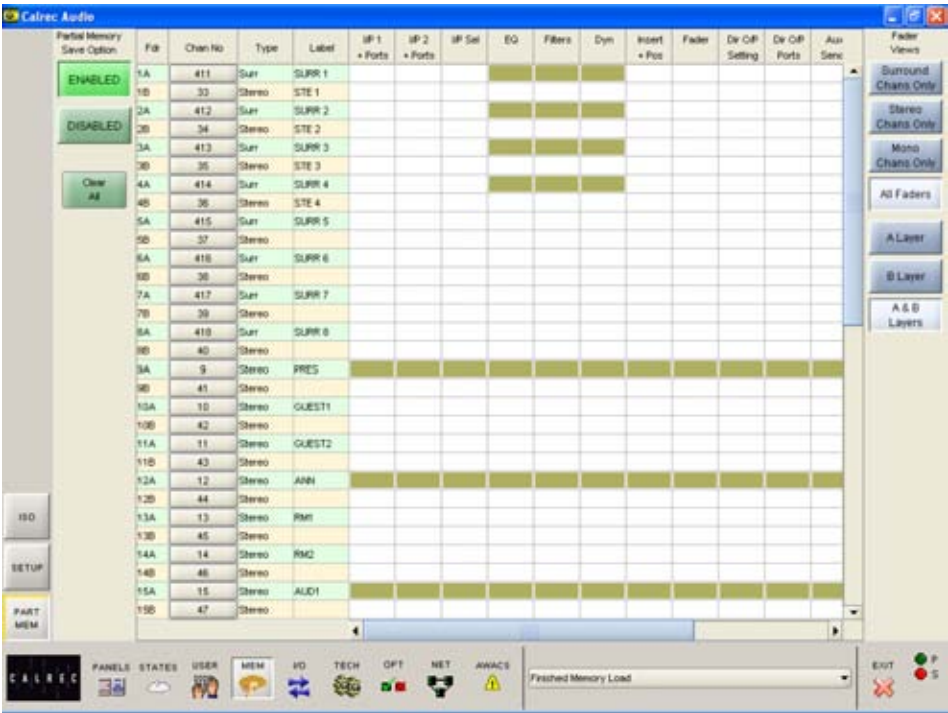 Calrec Audio
Partial Memory
Save Option
ENABLED
DISABLED
Clear
All
ISO
SETUP
PART
MEM
Fdr Chan No Type Label I/P 1 + Ports I/P 2 + Ports I/P Sel EQ Filters Dyn Insert + Pos Fader Dir O/P Setting Dir O/P Ports Aux Send
1A 411 Surr SURR 1
1B 33 Stereo STE 1
2A 412 Surr SURR 2
2B 34 Stereo STE 2
3A 413 Surr SURR 3
3B 35 Stereo STE 3
4A 414 Surr SURR 4
4B 36 Stereo STE 4
5A 415 Surr SURR 5
5B 37 Stereo
6A 416 Surr SURR 6
6B 38 Stereo
7A 417 Surr SURR 7
7B 39 Stereo
8A 418 Surr SURR 8
8B 40 Stereo
9A 9 Stereo PRES
9B 41 Stereo
10A 10 Stereo GUEST1
10B 42 Stereo
11A 11 Stereo GUEST2
11B 43 Stereo
12A 12 Stereo ANN
12B 44 Stereo
13A 13 Stereo RM1
13B 45 Stereo
14A 14 Stereo RM2
14B 46 Stereo
15A 15 Stereo AUD1
15B 47 Stereo
Fader
Views
Surround
Chans Only
Stereo
Chans Only
Mono
Chans Only
All Faders
A Layer
B Layer
A & B
Layers
CALREC
PANELS STATES USER MEM I/O TECH OPT NET AWACS
Finished Memory Load
EXIT
P
S